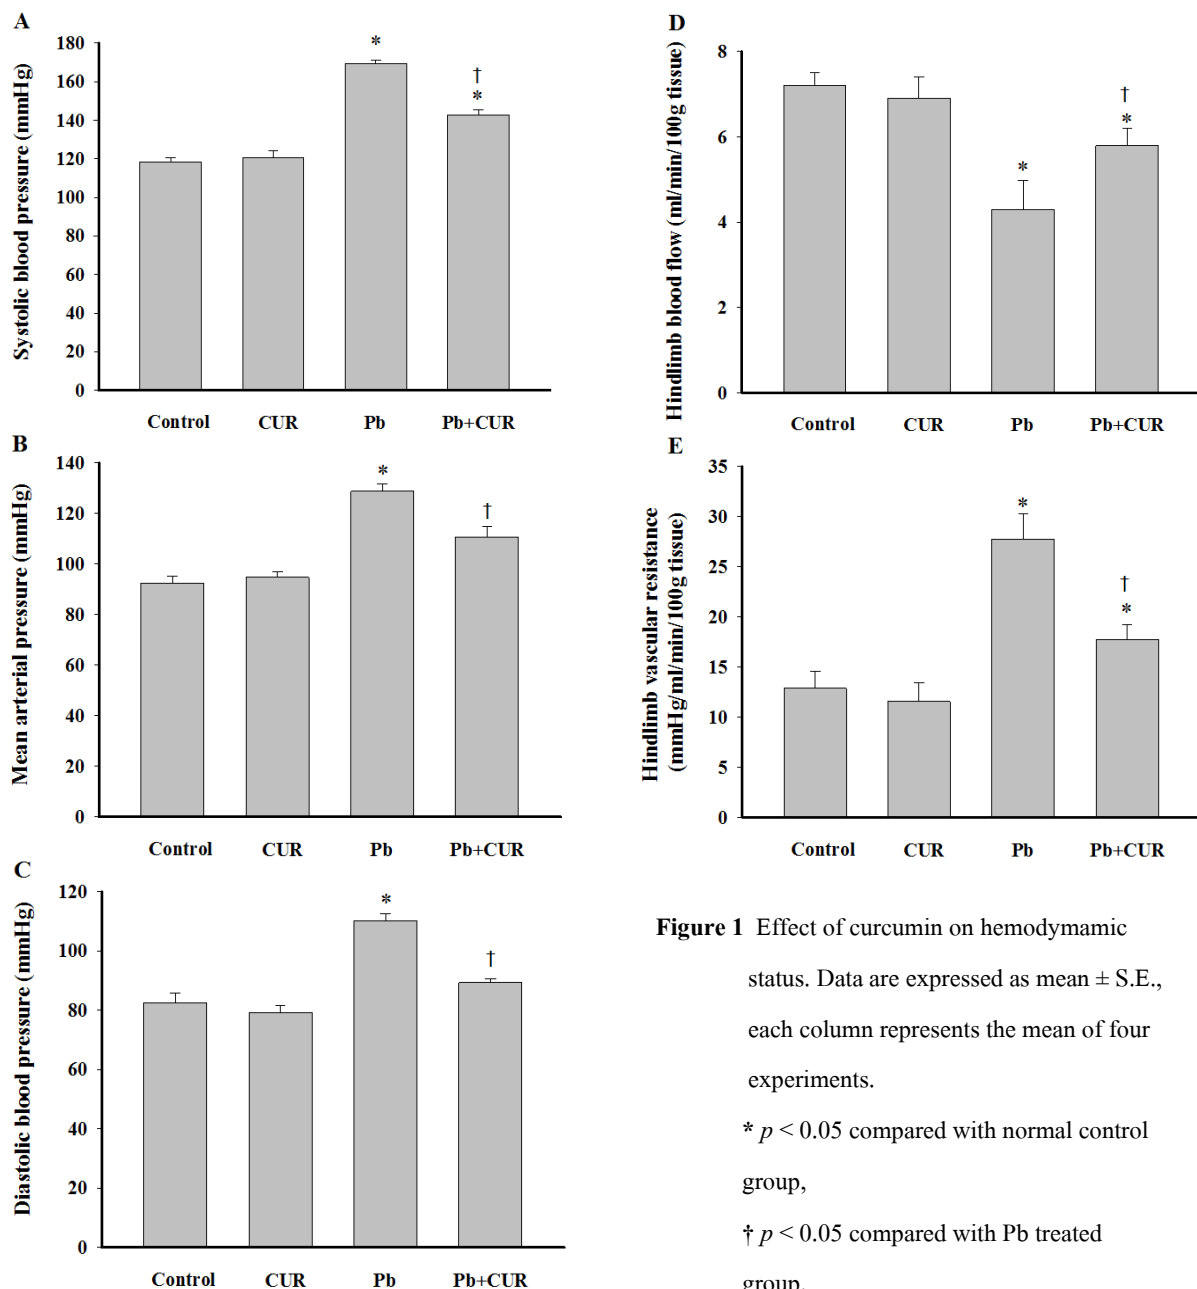 A
Systolic blood pressure (mmHg)
180
160
140
120
100
80
60
40
20
0
*
†
*
Control CUR Pb Pb+CUR
B
Mean arterial pressure (mmHg)
140
120
100
80
60
40
20
0
*
†
Control CUR Pb Pb+CUR
C
Diastolic blood pressure (mmHg)
120
100
80
60
40
20
0
*
†
Control CUR Pb Pb+CUR
D
Hindlimb blood flow (ml/min/100g tissue)
8
6
4
2
0
*
†
*
Control CUR Pb Pb+CUR
E
Hindlimb vascular resistance
(mmHg/ml/min/100g tissue)
35
30
25
20
15
10
5
0
*
†
*
Control CUR Pb Pb+CUR
Figure 1 Effect of curcumin on hemodymamic
status. Data are expressed as mean ± S.E.,
each column represents the mean of four
experiments.
* p < 0.05 compared with normal control
group,
† p < 0.05 compared with Pb treated
group.